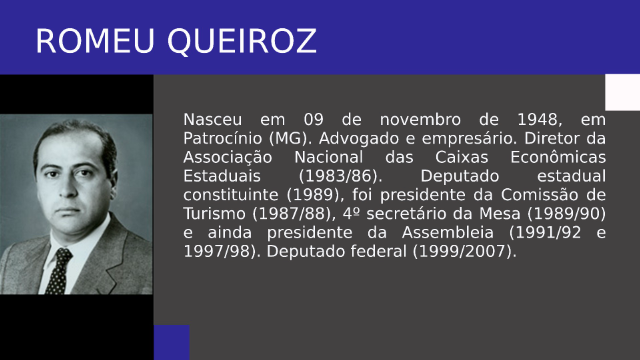 ROMEU QUEIROZ
Nasceu em 09 de novembro de 1948, em
Patrocínio (MG). Advogado e empresário. Diretor da
Associação Nacional das Caixas Econômicas
Estaduais (1983/86). Deputado estadual
constituinte (1989), foi presidente da Comissão de
Turismo (1987/88), 4º secretário da Mesa (1989/90)
e ainda presidente da Assembleia (1991/92 e
1997/98). Deputado federal (1999/2007).